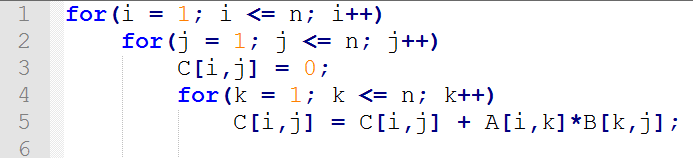 1 for(i = 1; i <= n; i++)
2     for(j = 1; j <= n; j++)
3         C[i,j] = 0;
4         for(k = 1; k <= n; k++)
5             C[i,j] = C[i,j] + A[i,k]*B[k,j];
6